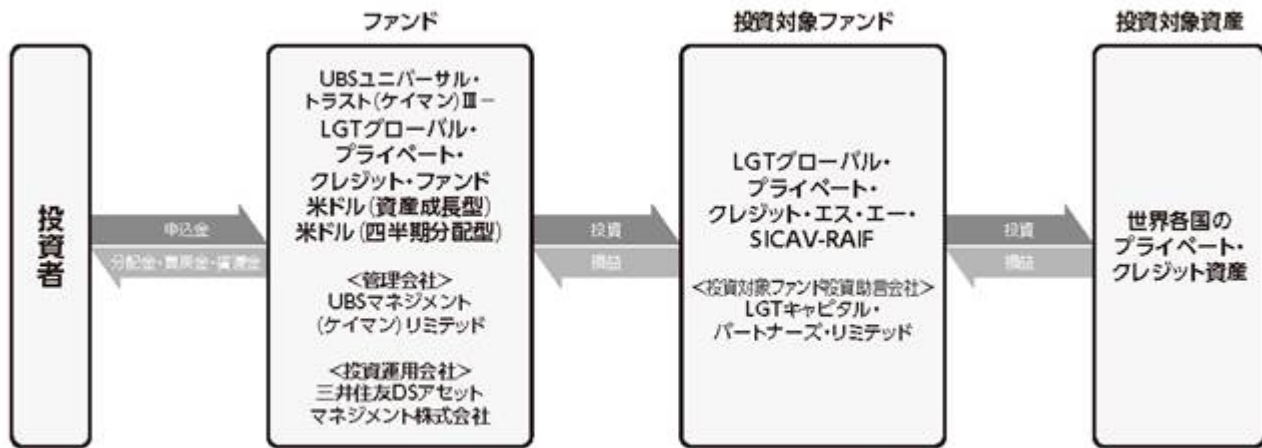 ファンド
投資対象ファンド
投資対象資産
投資者
申込金
分配金・買戻金・償還金
UBSユニバーサル・
トラスト(ケイマン)Ⅲ－
LGTグローバル・
プライベート・
クレジット・ファンド
米ドル(資産成長型)
米ドル(四半期分配型)
<管理会社>
UBSマネジメント
(ケイマン)リミテッド
<投資運用会社>
三井住友DSアセット
マネジメント株式会社
投資
損益
LGTグローバル・
プライベート・
クレジット・エス・エー・
SICAV-RAIF
<投資対象ファンド投資助言会社>
LGTキャピタル・
パートナーズ・リミテッド
投資
損益
世界各国の
プライベート・
クレジット資産